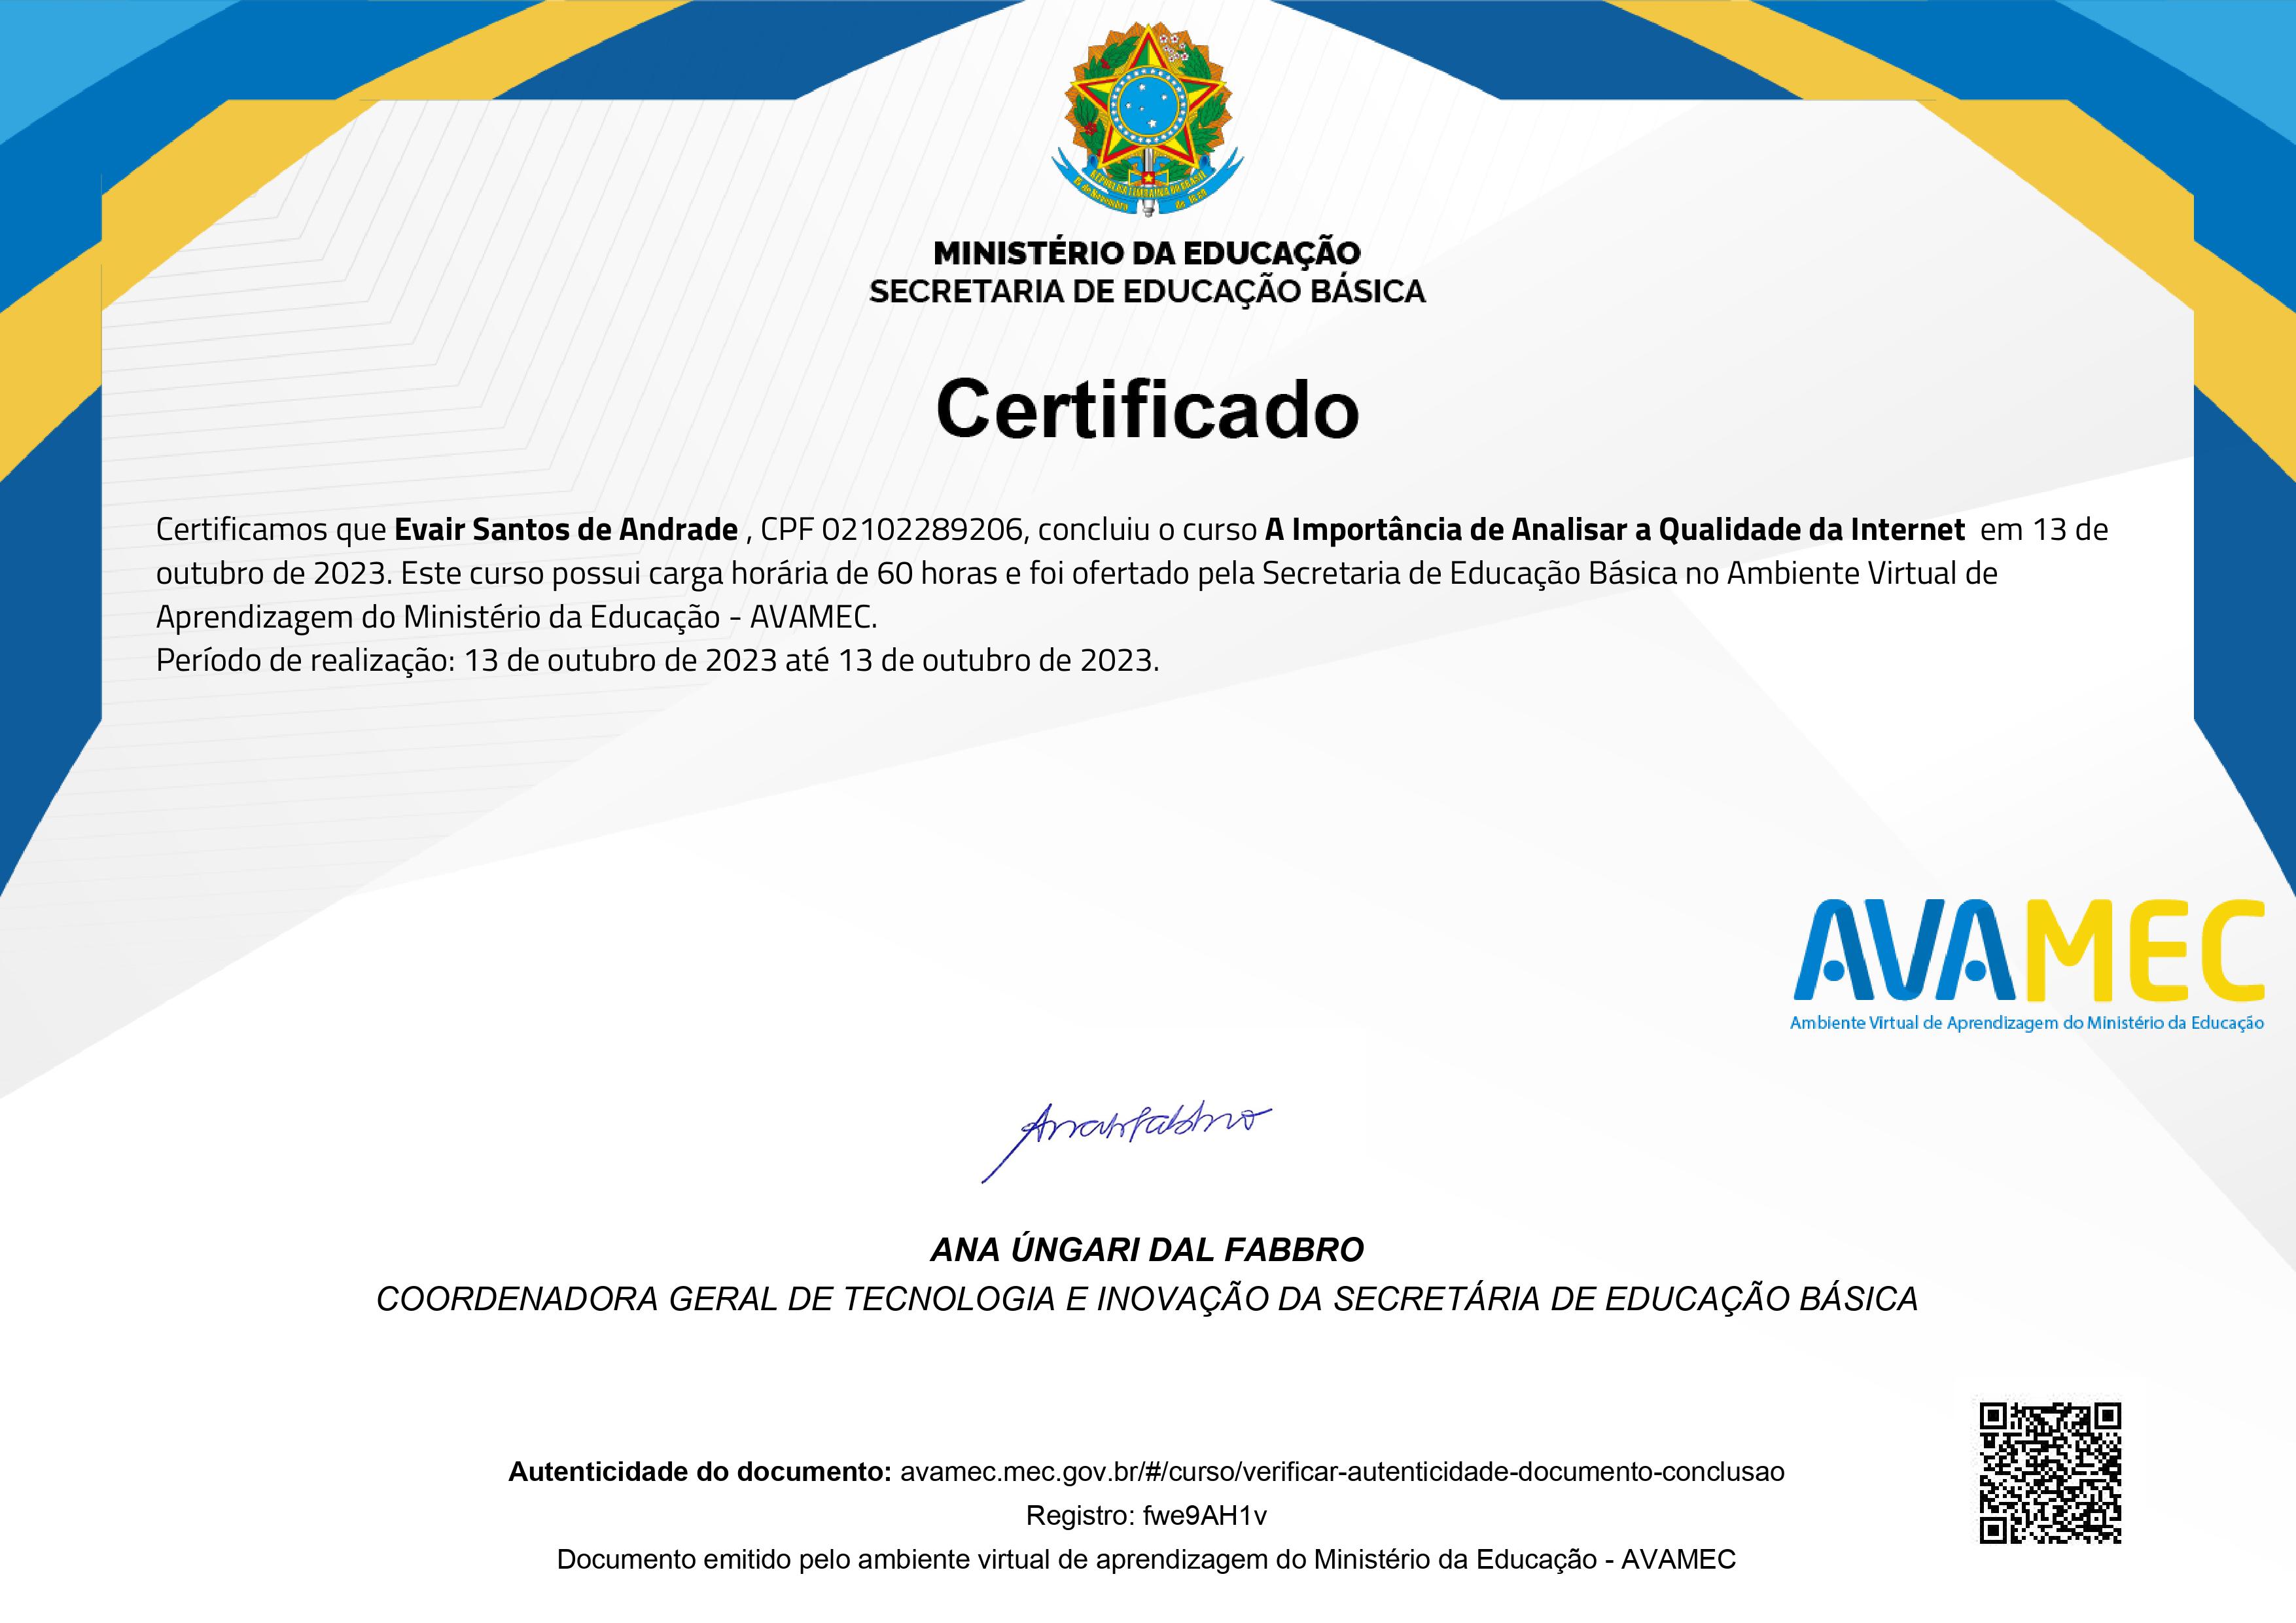 MINISTÉRIO DA EDUCAÇÃO
SECRETARIA DE EDUCAÇÃO BÁSICA
Certificado
Certificamos que Evair Santos de Andrade , CPF 02102289206, concluiu o curso A Importância de Analisar a Qualidade da Internet em 13 de
outubro de 2023. Este curso possui carga horária de 60 horas e foi ofertado pela Secretaria de Educação Básica no Ambiente Virtual de
Aprendizagem do Ministério da Educação - AVAMEC.
Período de realização: 13 de outubro de 2023 até 13 de outubro de 2023.
AVAMEC
Ambiente Virtual de Aprendizagem do Ministério da Educação
ANA ÚNGARI DAL FABBRO
COORDENADORA GERAL DE TECNOLOGIA E INOVAÇÃO DA SECRETÁRIA DE EDUCAÇÃO BÁSICA
Autenticidade do documento: avamec.mec.gov.br/#/curso/verificar-autenticidade-documento-conclusao
Registro: fwe9AH1v
Documento emitido pelo ambiente virtual de aprendizagem do Ministério da Educação - AVAMEC